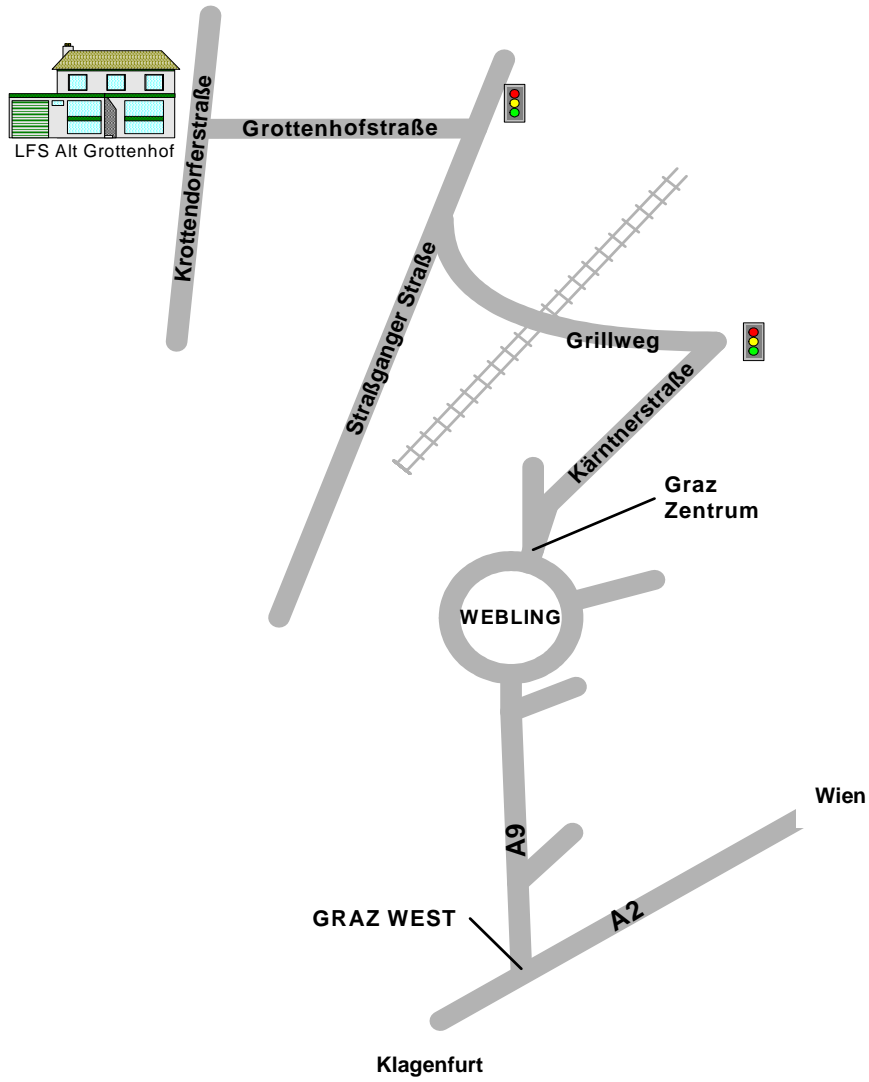 LFS Alt Grottenhof
Krottendorferstraße
Grottenhofstraße
Straßganger Straße
Grillweg
Kärntnerstraße
Graz
Zentrum
WEBLING
Wien
A9
A2
GRAZ WEST
Klagenfurt